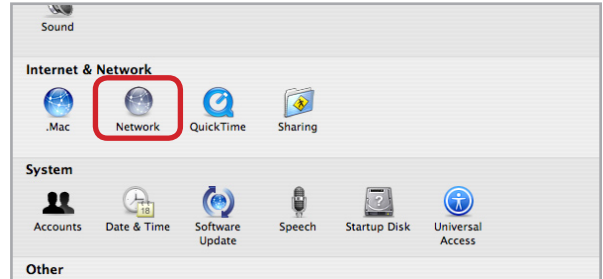 Sound
Internet & Network
.Mac Network QuickTime Sharing
System
18
Accounts Date & Time Software Update Speech Startup Disk Universal Access
Other